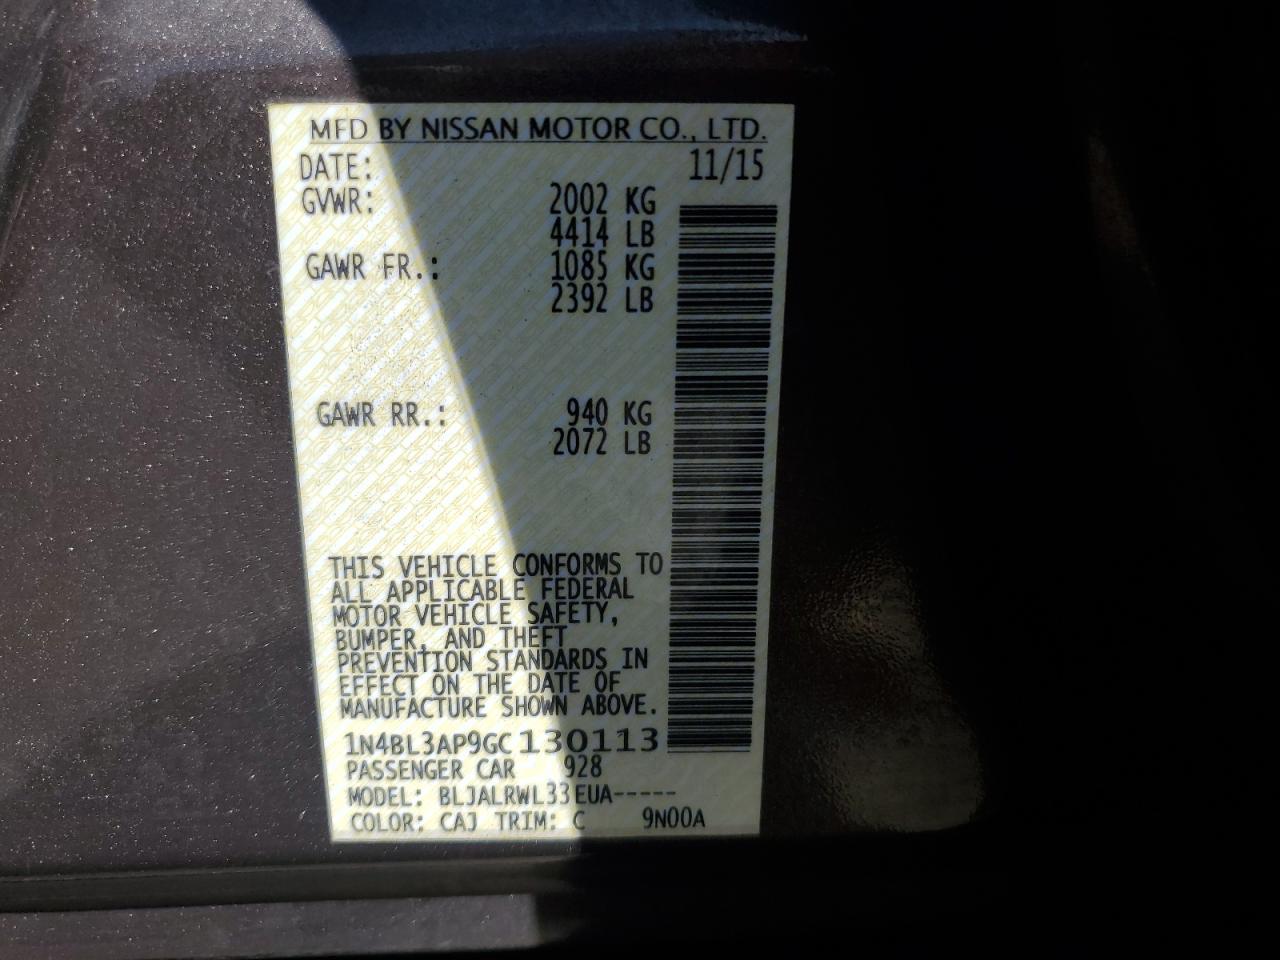 MFD BY NISSAN MOTOR CO., LTD.
DATE: 11/15
GVWR: 2002 KG
4414 LB
GAWR FR.: 1085 KG
2392 LB
GAWR RR.: 940 KG
2072 LB
THIS VEHICLE CONFORMS TO
ALL APPLICABLE FEDERAL
MOTOR VEHICLE SAFETY,
BUMPER, AND THEFT
PREVENTION STANDARDS IN
EFFECT ON THE DATE OF
MANUFACTURE SHOWN ABOVE.
1N4BL3AP9GC130113
PASSENGER CAR 928
MODEL: BLJALRWL33EUA-----
COLOR: CAJ TRIM: C 9N00A